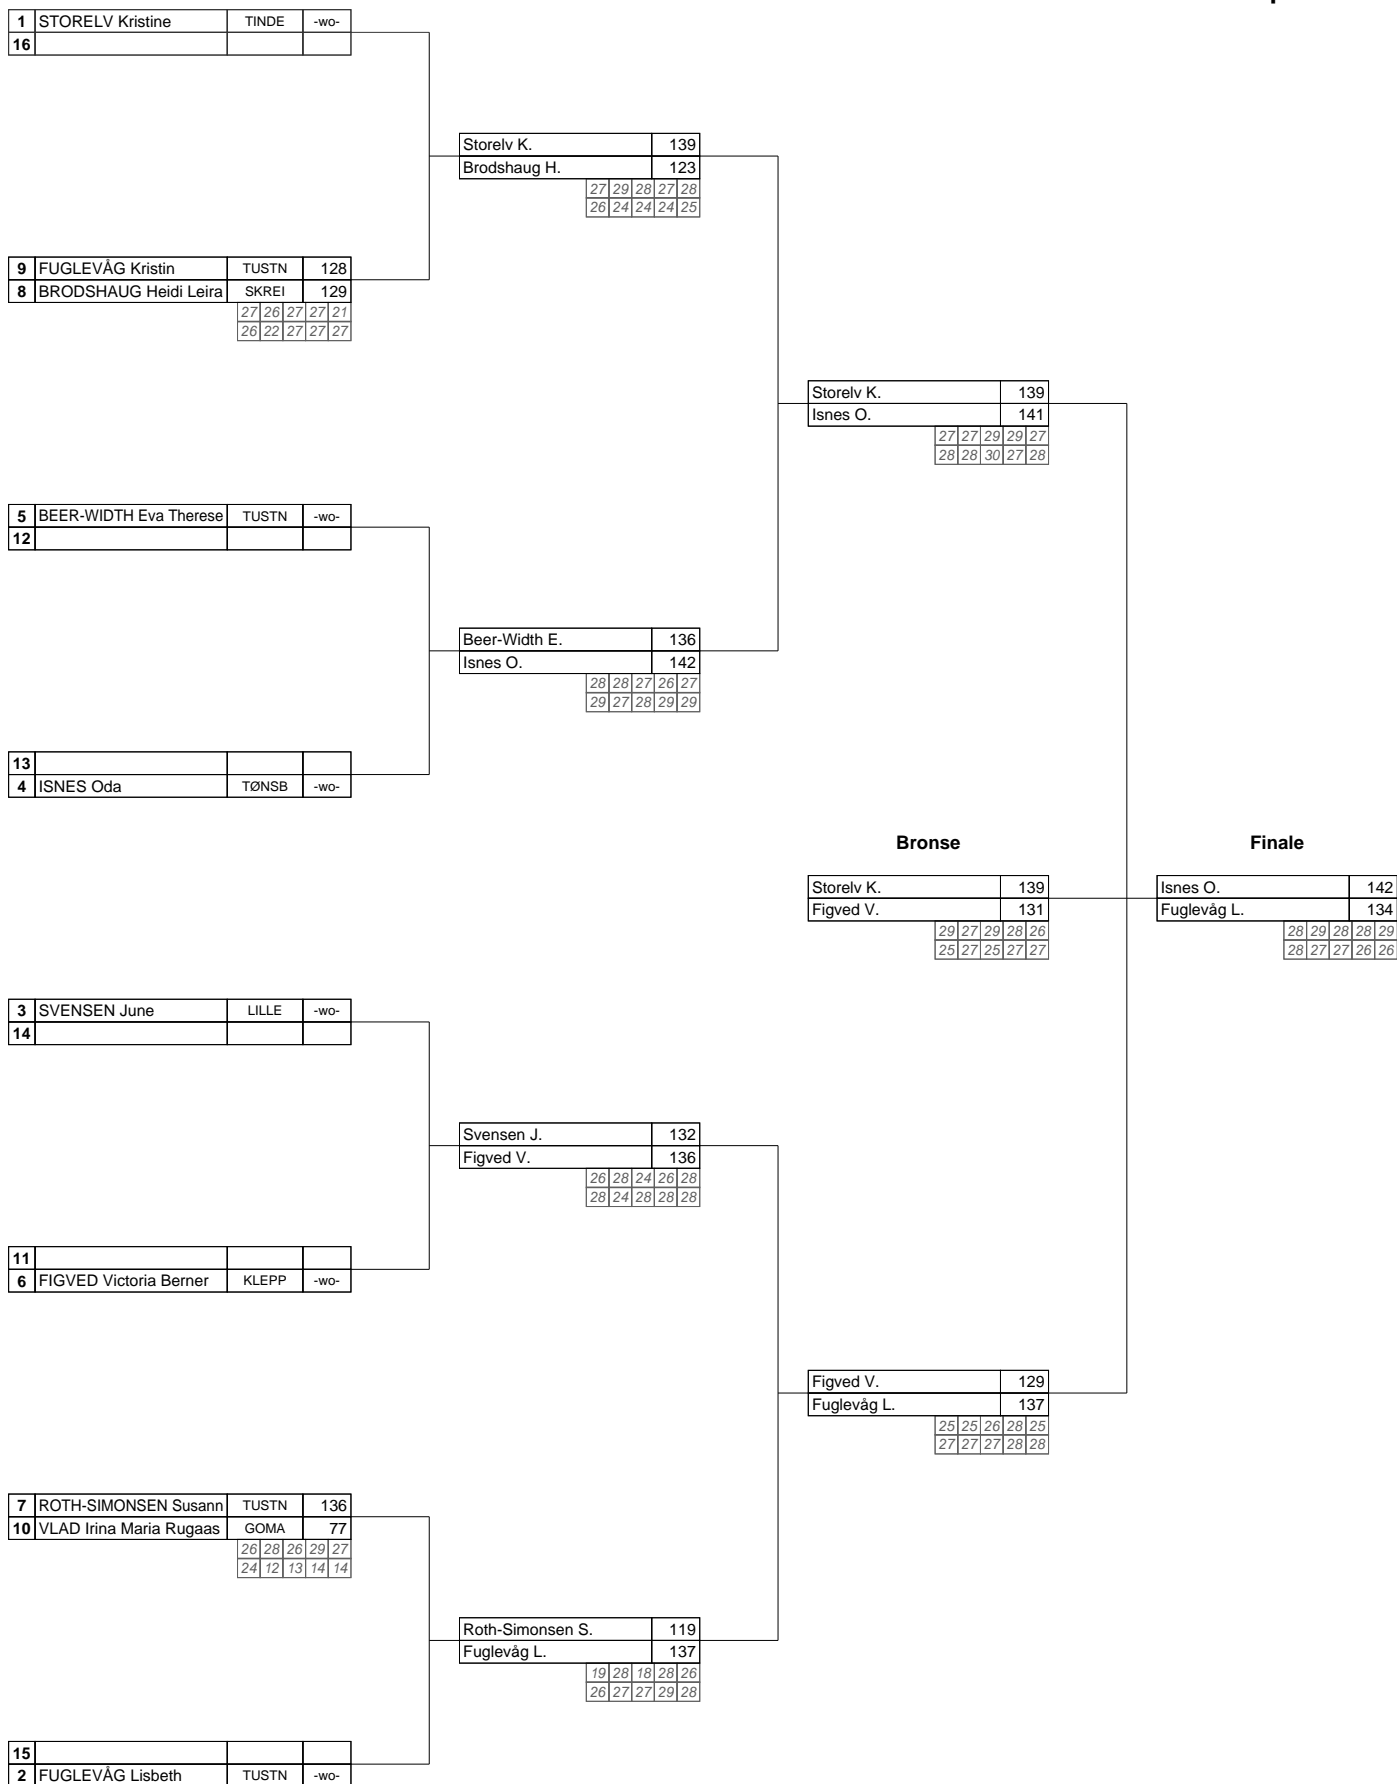 1 STORELV Kristine TINDE -wo-
16
Storelv K. 139
Brodshaug H. 123
27 29 28 27 28
26 24 24 24 25
9 FUGLEVÅG Kristin TUSTN 128
8 BRODSHAUG Heidi Leira SKREI 129
27 26 27 27 21
26 22 27 27 27
Storelv K. 139
Isnes O. 141
27 27 29 29 27
28 28 30 27 28
5 BEER-WIDTH Eva Therese TUSTN -wo-
12
Beer-Width E. 136
Isnes O. 142
28 28 27 26 27
29 27 28 29 29
13
4 ISNES Oda TØNSB -wo-
Bronse Finale
Storelv K. 139 Isnes O. 142
Figved V. 131 Fuglevåg L. 134
29 27 29 28 26 28 29 28 28 29
25 27 25 27 27 28 27 27 26 26
3 SVENSEN June LILLE -wo-
14
Svensen J. 132
Figved V. 136
26 28 24 26 28
28 24 28 28 28
11
6 FIGVED Victoria Berner KLEPP -wo-
Figved V. 129
Fuglevåg L. 137
25 25 26 28 25
27 27 27 28 28
7 ROTH-SIMONSEN Susann TUSTN 136
10 VLAD Irina Maria Rugaas GOMA 77
26 28 26 29 27
24 12 13 14 14
Roth-Simonsen S. 119
Fuglevåg L. 137
19 28 18 28 26
26 27 27 29 28
15
2 FUGLEVÅG Lisbeth TUSTN -wo-